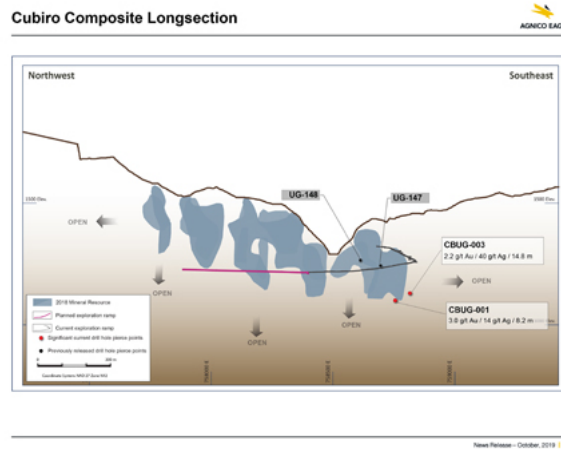 Cubiro Composite Longsection
AGNICO EAG
Northwest
Southeast
UG-148
UG-147
OPEN
CBUG-003
2.2 g/t Au / 40 g/t Ag / 14.8 m
OPEN
OPEN
OPEN
OPEN
CBUG-001
3.0 g/t Au / 14 g/t Ag / 8.2 m
2018 Mineral Resource
Planned exploration ramp
Current exploration ramp
Significant current drill hole pierce points
Previously released drill hole pierce points
News Release – October, 2019